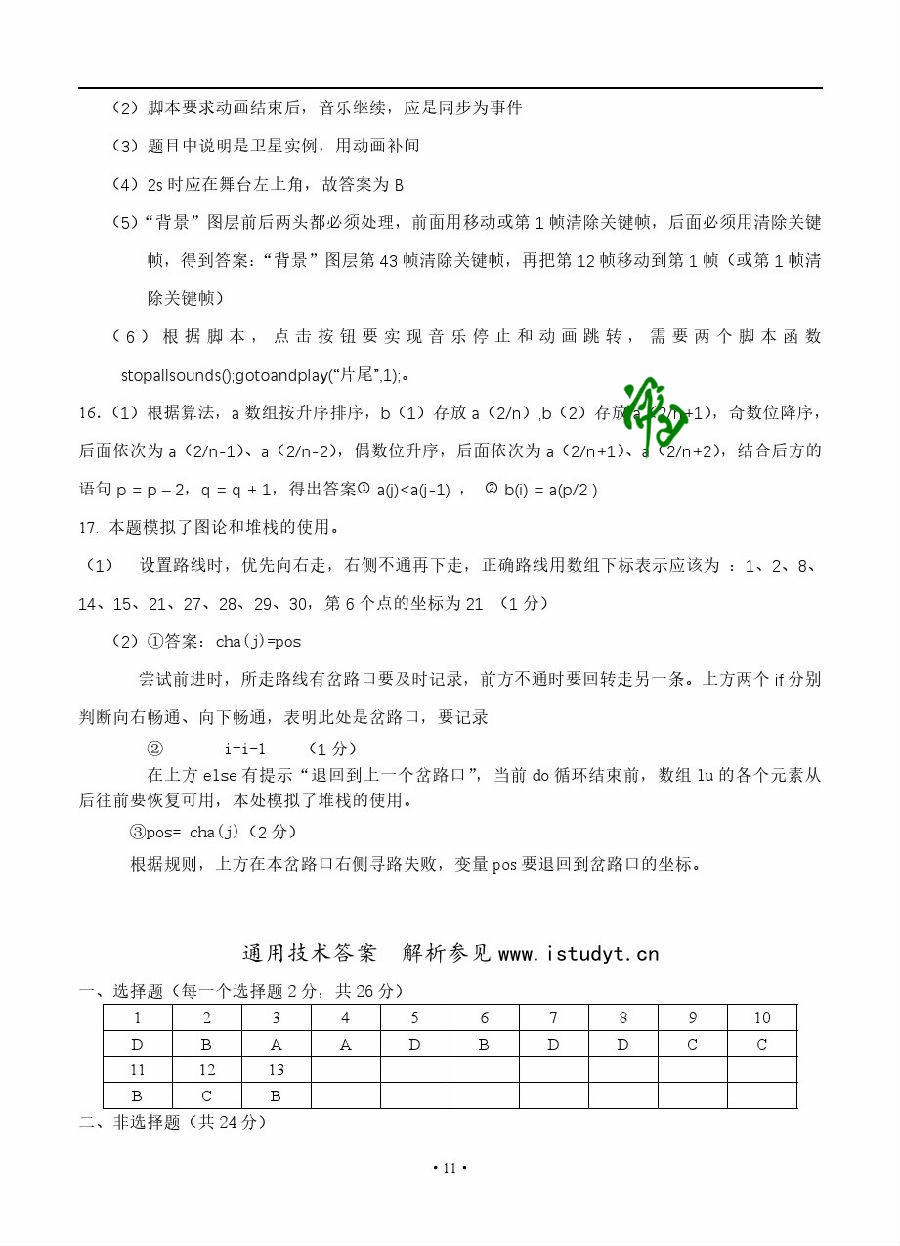 （2）脚本要求动画结束后，音乐继续，应是同步为事件
（3）题目中说明是卫星实例，用动画补间
（4）2s 时应在舞台左上角，故答案为 B
（5）“背景”图层前后两头都必须处理，前面用移动或第 1 帧清除关键帧，后面必须用清除关键
帧，得到答案：“背景”图层第 43 帧清除关键帧，再把第 12 帧移动到第 1 帧（或第 1 帧清
除关键帧）
（6）根据脚本，点击按钮要实现音乐停止和动画跳转，需要两个脚本函数
stopallsounds();gotoandplay(“片尾”,1);。
16.（1）根据算法，a 数组按升序排序，b（1）存放 a（2/n）,b（2）存放 a（2/n+1），奇数位降序，
后面依次为 a（2/n-1）、a（2/n-2），偶数位升序，后面依次为 a（2/n+1）、a（2/n+2），结合后方的
语句 p = p – 2，q = q + 1，得出答案① a(j)<a(j-1) ， ② b(i) = a(p/2 )
17. 本题模拟了图论和堆栈的使用。
（1） 设置路线时，优先向右走，右侧不通再下走，正确路线用数组下标表示应该为 ：1、2、8、
14、15、21、27、28、29、30，第 6 个点的坐标为 21 （1 分）
（2）①答案：cha(j)=pos
尝试前进时，所走路线有岔路口要及时记录，前方不通时要回转走另一条。上方两个 if 分别
判断向右畅通、向下畅通，表明此处是岔路口，要记录
② i-i-1 （1 分）
在上方 else 有提示“退回到上一个岔路口”，当前 do 循环结束前，数组 lu 的各个元素从
后往前要恢复可用，本处模拟了堆栈的使用。
③pos= cha(j)（2 分）
根据规则，上方在本岔路口右侧寻路失败，变量 pos 要退回到岔路口的坐标。
通用技术答案 解析参见 www.istudyt.cn
一、选择题（每一个选择题 2 分，共 26 分）
1 2 3 4 5 6 7 8 9 10
D B A A D B D D C C
11 12 13
B C B
二、非选择题（共 24 分）
· 11 ·